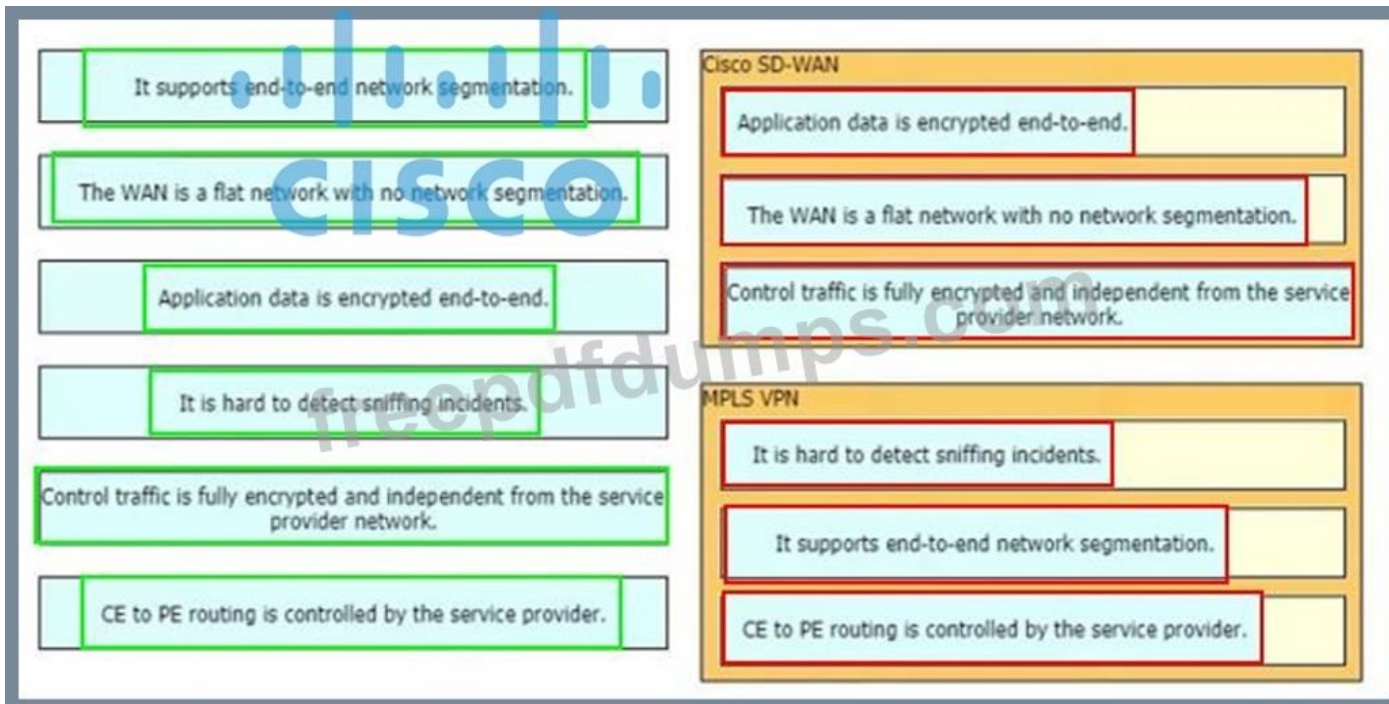 It supports end-to-end network segmentation.
The WAN is a flat network with no network segmentation.
Application data is encrypted end-to-end.
It is hard to detect sniffing incidents.
Control traffic is fully encrypted and independent from the service
provider network.
CE to PE routing is controlled by the service provider.
Cisco SD-WAN
Application data is encrypted end-to-end.
The WAN is a flat network with no network segmentation.
Control traffic is fully encrypted and independent from the service
provider network.
MPLS VPN
It is hard to detect sniffing incidents.
It supports end-to-end network segmentation.
CE to PE routing is controlled by the service provider.
CISCO
freepdfdumps.com